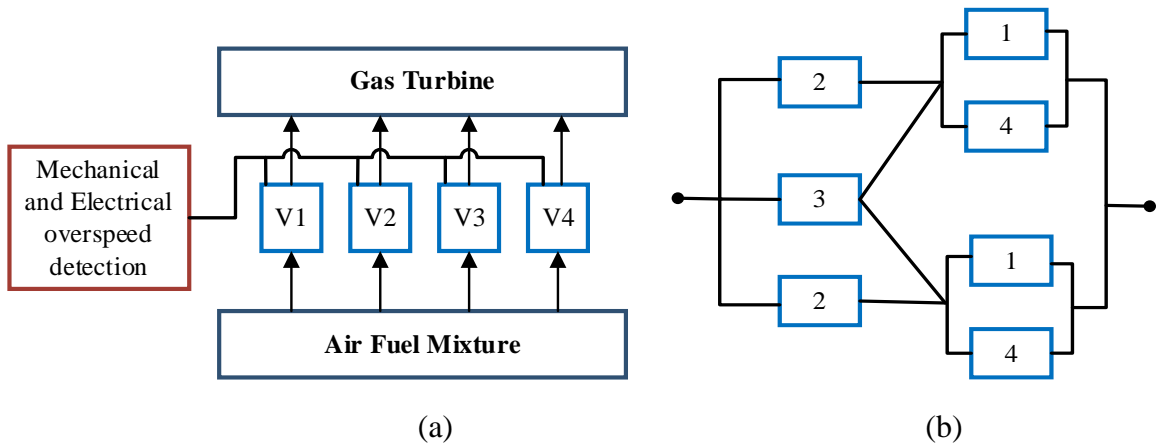 Gas Turbine
Mechanical
and Electrical
overspeed
detection
V1
V2
V3
V4
Air Fuel Mixture
(a)
2
3
2
1
4
1
4
(b)